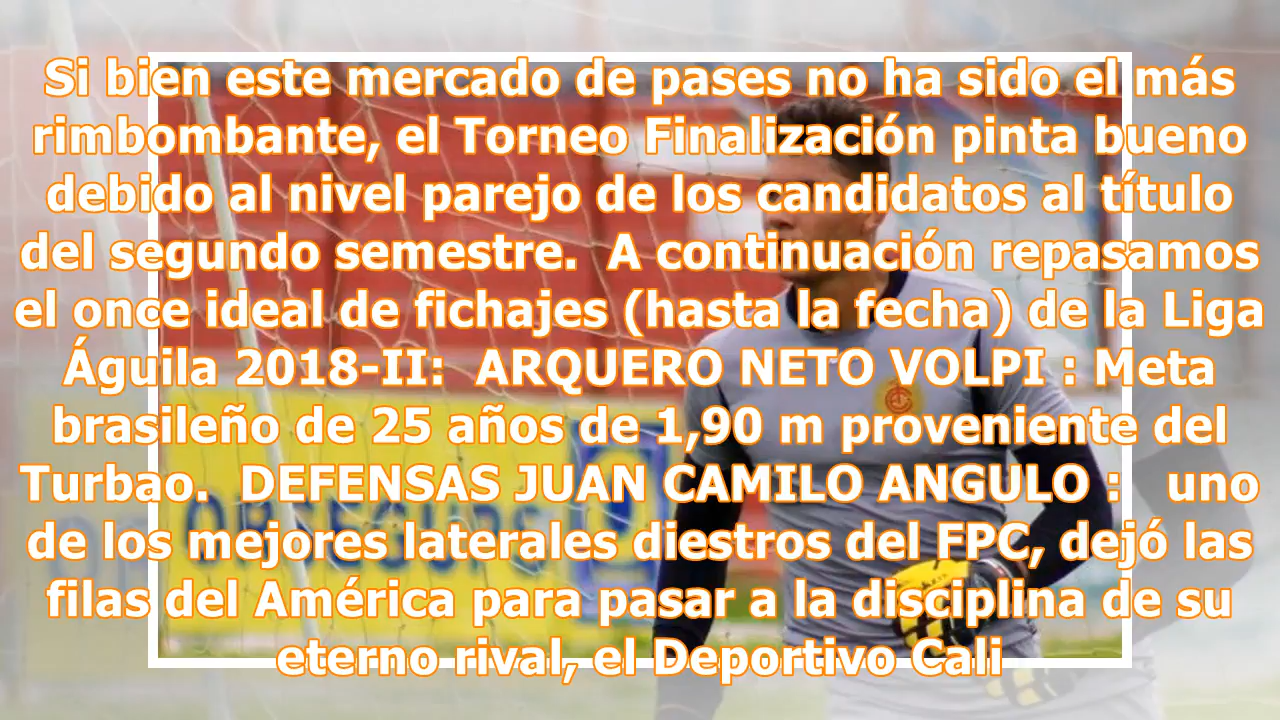 Si bien este mercado de pases no ha sido el más
rimbombante, el Torneo Finalización pinta bueno
debido al nivel parejo de los candidatos al título
del segundo semestre.  A continuación repasamos
el once ideal de fichajes (hasta la fecha) de la Liga
Águila 2018-II:  ARQUERO NETO VOLPI : Meta
brasileño de 25 años de 1,90 m proveniente del
Turbao.  DEFENSAS JUAN CAMILO ANGULO :   uno
de los mejores laterales diestros del FPC, dejó las
filas del América para pasar a la disciplina de su
eterno rival, el Deportivo Cali